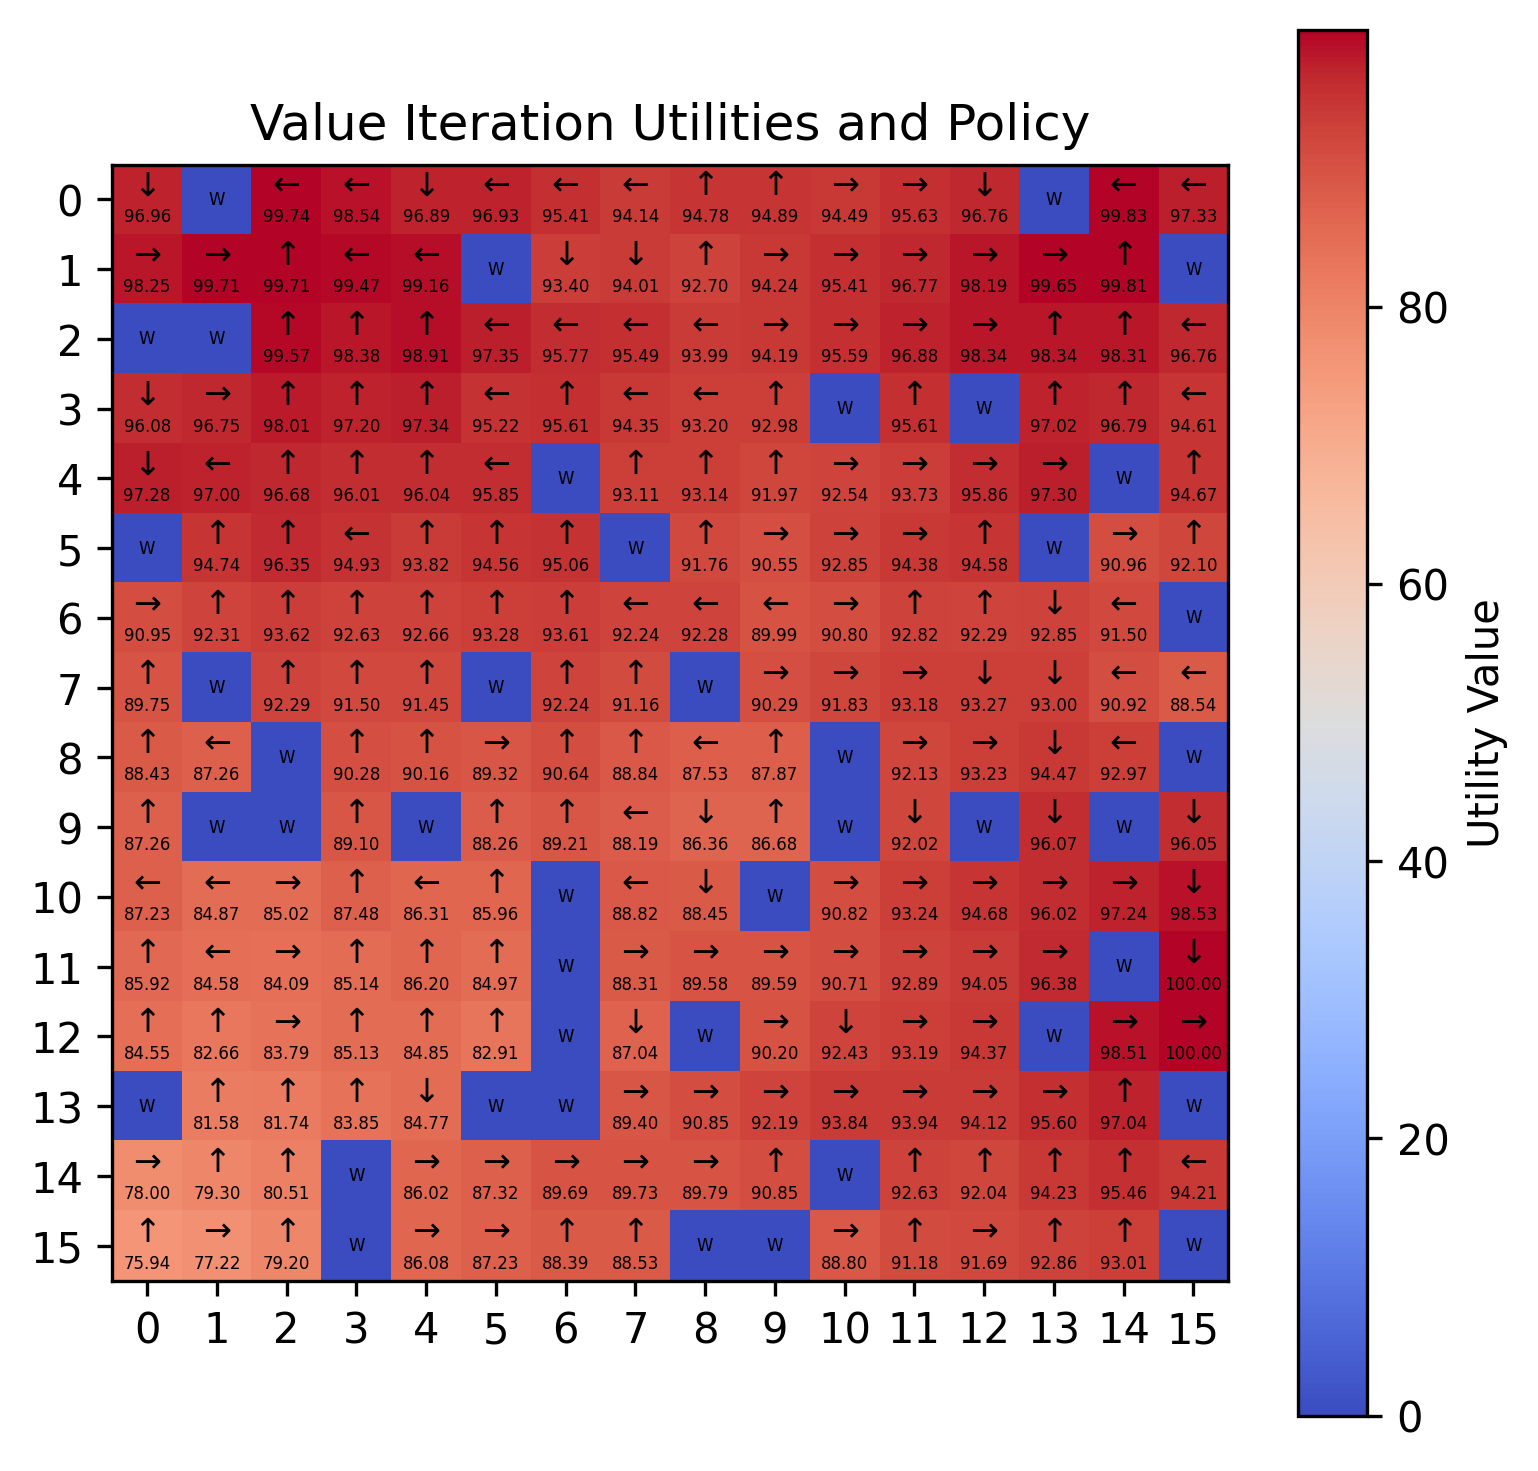 Value Iteration Utilities and Policy
0 ↓ W ← ← ↓ ← ← ← ↑ ↑ → → ↓ W ← ←
96.96 99.74 98.54 96.89 96.93 95.41 94.14 94.78 94.89 94.49 95.63 96.76 99.83 97.33
1 → → ↑ ← ← W ↓ ↓ ↑ → → → → → ↑ W
98.25 99.71 99.71 99.47 99.16 93.40 94.01 92.70 94.24 95.41 96.77 98.19 99.65 99.81
2 W W ↑ ↑ ↑ ← ← ← ← → → → → ↑ ↑ ←
99.57 98.38 98.91 97.35 95.77 95.49 93.99 94.19 95.59 96.88 98.34 98.34 98.31 96.76
3 ↓ → ↑ ↑ ↑ ← ↑ ← ← ↑ W ↑ W ↑ ↑ ←
96.08 96.75 98.01 97.20 97.34 95.22 95.61 94.35 93.20 92.98 95.61 97.02 96.79 94.61
4 ↓ ← ↑ ↑ ↑ ← W ↑ ↑ ↑ → → → → W ↑
97.28 97.00 96.68 96.01 96.04 95.85 93.11 93.14 91.97 92.54 93.73 95.86 97.30 94.67
5 W ↑ ↑ ← ↑ ↑ ↑ W ↑ → → → ↑ W → ↑
94.74 96.35 94.93 93.82 94.56 95.06 91.76 90.55 92.85 94.38 94.58 90.96 92.10
6 → ↑ ↑ ↑ ↑ ↑ ↑ ← ← ← → ↑ ↑ ↓ ← W
90.95 92.31 93.62 92.63 92.66 93.28 93.61 92.24 92.28 89.99 90.80 92.82 92.29 92.85 91.50
7 ↑ W ↑ ↑ ↑ W ↑ ↑ W → → → ↓ ↓ ← ←
89.75 92.29 91.50 91.45 92.24 91.16 90.29 91.83 93.18 93.27 93.00 90.92 88.54
8 ↑ ← W ↑ ↑ → ↑ ↑ ← ↑ W → → ↓ ← W
88.43 87.26 90.28 90.16 89.32 90.64 88.84 87.53 87.87 92.13 93.23 94.47 92.97
9 ↑ W W ↑ W ↑ ↑ ← ↓ ↑ W ↓ W ↓ W ↓
87.26 89.10 88.26 89.21 88.19 86.36 86.68 92.02 96.07 96.05
10 ← ← → ↑ ← ↑ W ← ↓ W → → → → → ↓
87.23 84.87 85.02 87.48 86.31 85.96 88.82 88.45 90.82 93.24 94.68 96.02 97.24 98.53
11 ↑ ← → ↑ ↑ ↑ W → → → → → → → W ↓
85.92 84.58 84.09 85.14 86.20 84.97 88.31 89.58 89.59 90.71 92.89 94.05 96.38 100.00
12 ↑ ↑ → ↑ ↑ ↑ W ↓ W → ↓ → → W → →
84.55 82.66 83.79 85.13 84.85 82.91 87.04 90.20 92.43 93.19 94.37 98.51 100.00
13 W ↑ ↑ ↑ ↓ W W → → → → → → → ↑ W
81.58 81.74 83.85 84.77 89.40 90.85 92.19 93.84 93.94 94.12 95.60 97.04
14 → ↑ ↑ W → → → → → ↑ W ↑ ↑ ↑ ↑ ←
78.00 79.30 80.51 86.02 87.32 89.69 89.73 89.79 90.85 92.63 92.04 94.23 95.46 94.21
15 ↑ → ↑ W → → ↑ ↑ W W → ↑ → ↑ ↑ W
75.94 77.22 79.20 86.08 87.23 88.39 88.53 88.80 91.18 91.69 92.86 93.01
0 1 2 3 4 5 6 7 8 9 10 11 12 13 14 15
80
60
40
20
0
Utility Value